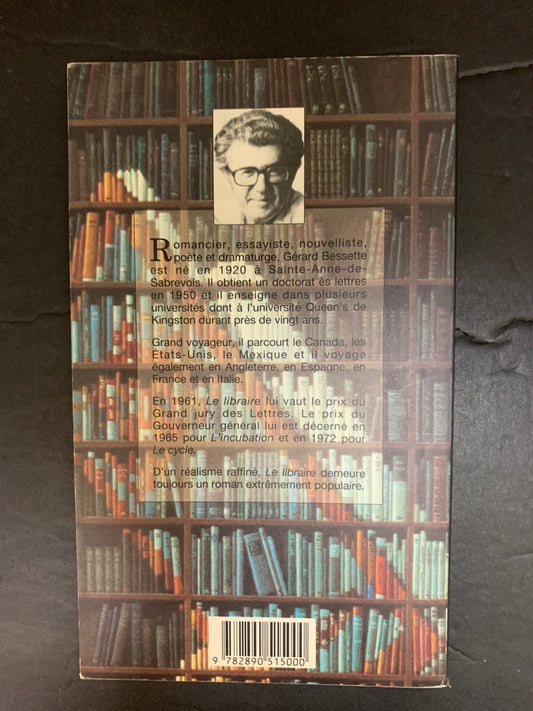 Romancier, essayiste, nouvelliste,
poète et dramaturge, Gérard Bessette
est né en 1920 à Sainte-Anne-de-
Sabrevois. Il obtient un doctorat ès lettres
en 1950 et il enseigne dans plusieurs
universités dont à l'université Queen's de
Kingston durant près de vingt ans.
Grand voyageur, il parcourt le Canada, les
États-Unis, le Mexique et il voyage
également en Angleterre, en Espagne, en
France et en Italie.
En 1961, Le libraire lui vaut le prix du
Grand jury des Lettres. Le prix du
Gouverneur général lui est décerné en
1965 pour L'incubation et en 1972 pour
Le cycle.
D'un réalisme raffiné, Le libraire demeure
toujours un roman extrêmement populaire.
9 782890 515000